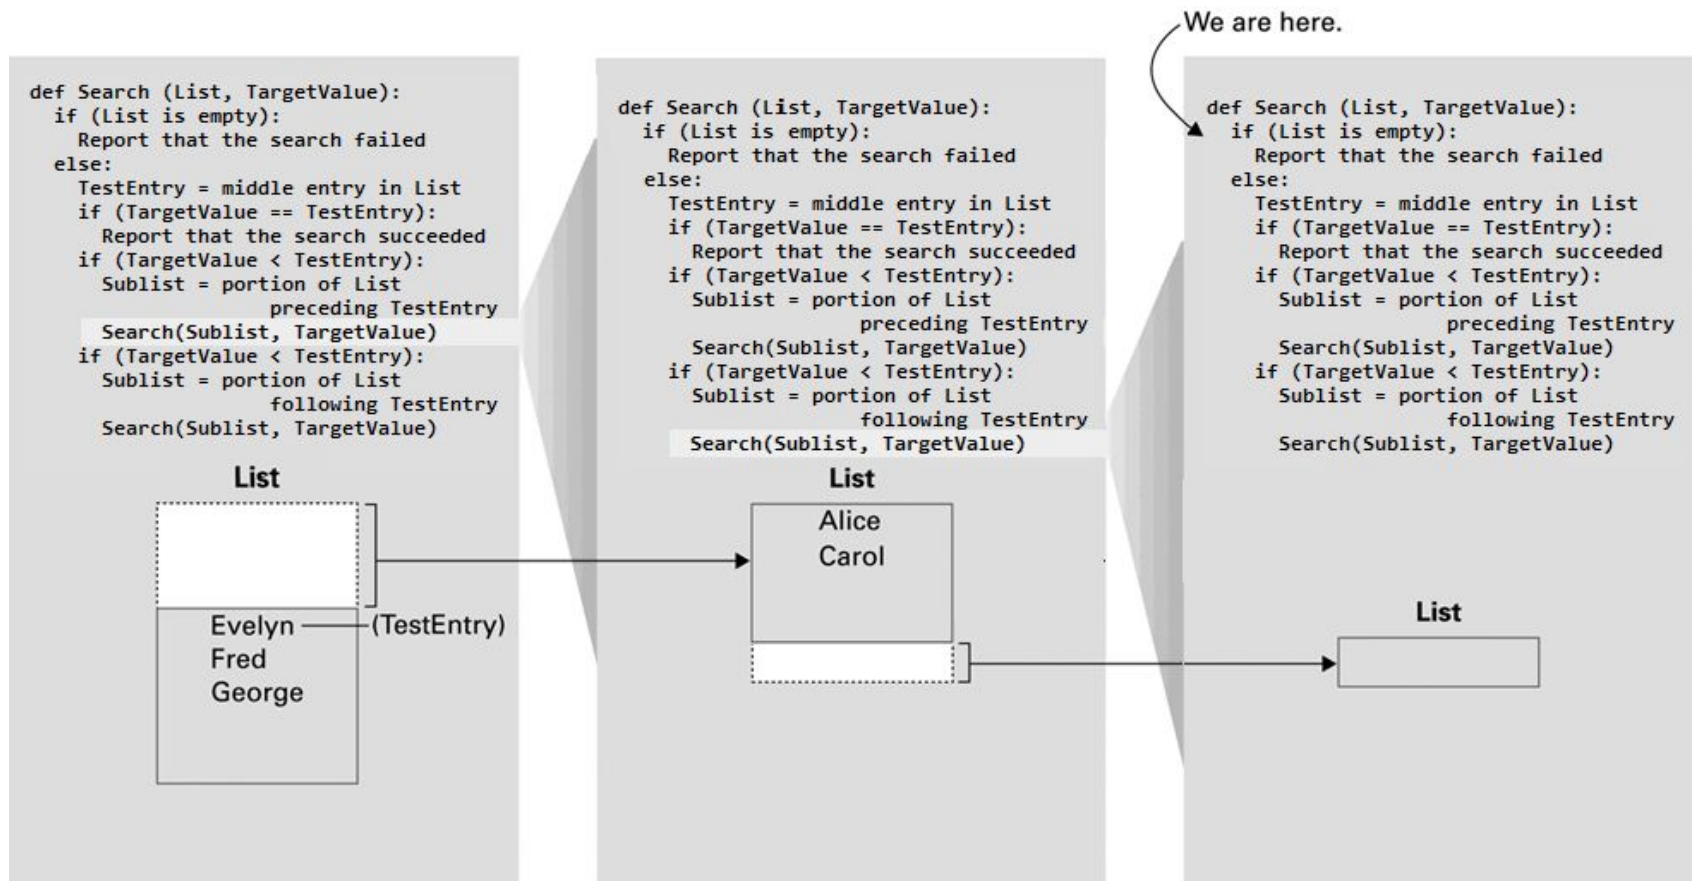 We are here.
def Search (List, TargetValue):
if (List is empty):
Report that the search failed
else:
TestEntry = middle entry in List
if (TargetValue == TestEntry):
Report that the search succeeded
if (TargetValue < TestEntry):
Sublist = portion of List
preceding TestEntry
Search(Sublist, TargetValue)
if (TargetValue < TestEntry):
Sublist = portion of List
following TestEntry
Search(Sublist, TargetValue)
List
Evelyn (TestEntry)
Fred
George
def Search (List, TargetValue):
if (List is empty):
Report that the search failed
else:
TestEntry = middle entry in List
if (TargetValue == TestEntry):
Report that the search succeeded
if (TargetValue < TestEntry):
Sublist = portion of List
preceding TestEntry
Search(Sublist, TargetValue)
if (TargetValue < TestEntry):
Sublist = portion of List
following TestEntry
Search(Sublist, TargetValue)
List
Alice
Carol
def Search (List, TargetValue):
if (List is empty):
Report that the search failed
else:
TestEntry = middle entry in List
if (TargetValue == TestEntry):
Report that the search succeeded
if (TargetValue < TestEntry):
Sublist = portion of List
preceding TestEntry
Search(Sublist, TargetValue)
if (TargetValue < TestEntry):
Sublist = portion of List
following TestEntry
Search(Sublist, TargetValue)
List